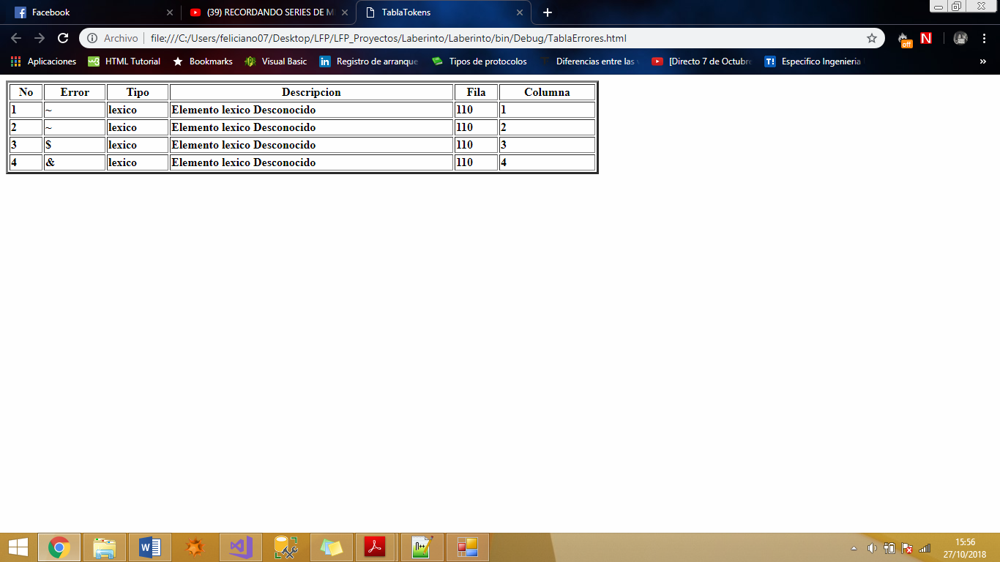 Facebook
(39) RECORDANDO SERIES DE M
TablaTokens
Archivo
file:///C:/Users/feliciano07/Desktop/LFP/LFP_Proyectos/Laberinto/Laberinto/bin/Debug/TablaErrores.html
off
N
Aplicaciones
w3
HTML Tutorial
Bookmarks
Visual Basic
in
Registro de arranque
Tipos de protocolos
T
Diferencias entre las
[Directo 7 de Octubre
T!
Especifico Ingenieria
»
No Error Tipo Descripcion Fila Columna
1 ~ lexico Elemento lexico Desconocido 110 1
2 ~ lexico Elemento lexico Desconocido 110 2
3 $ lexico Elemento lexico Desconocido 110 3
4 & lexico Elemento lexico Desconocido 110 4
15:56
27/10/2018